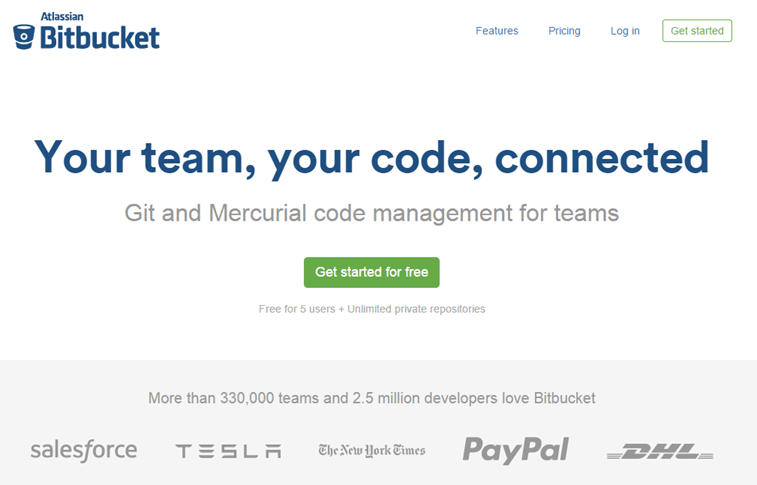 Atlassian
Bitbucket
Features Pricing Log in Get started
Your team, your code, connected
Git and Mercurial code management for teams
Get started for free
Free for 5 users + Unlimited private repositories
More than 330,000 teams and 2.5 million developers love Bitbucket
salesforce TESLA The New York Times PayPal DHL